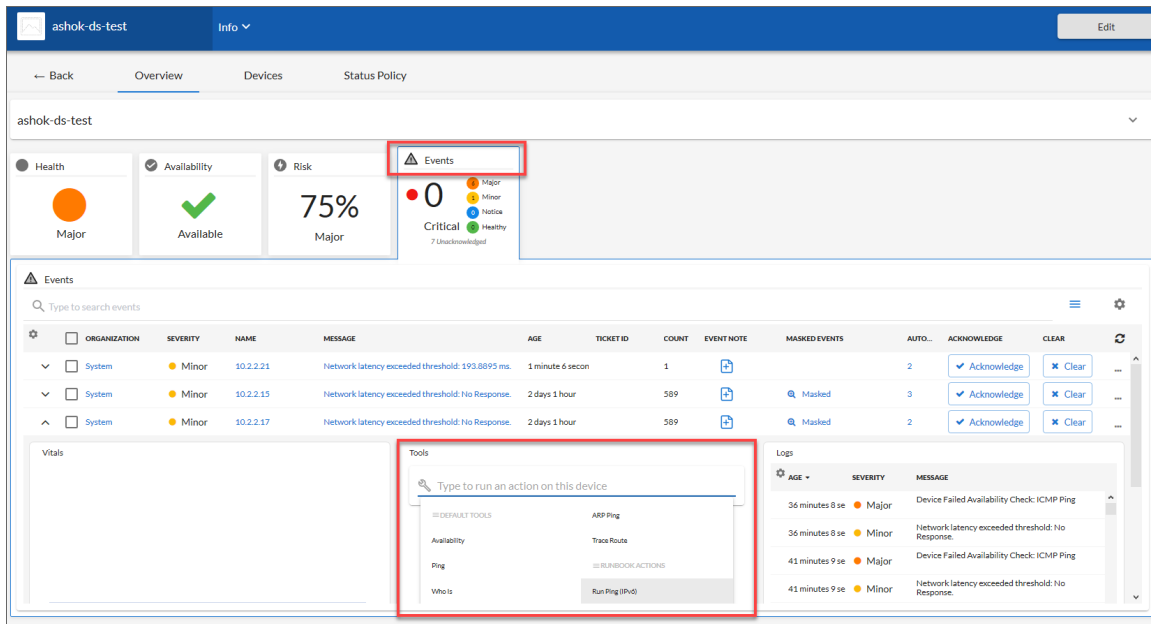 ashok-ds-test Info Edit
← Back Overview Devices Status Policy
ashok-ds-test
Health Availability Risk Events
Major Available 75% Major
0 Critical
Major
1 Minor
0 Notice
0 Healthy
7 Unacknowledged
Events
Type to search events
ORGANIZATION SEVERITY NAME MESSAGE AGE TICKET ID COUNT EVENT NOTE MASKED EVENTS AUTO... ACKNOWLEDGE CLEAR
System Minor 10.2.2.21 Network latency exceeded threshold: 193.8895 ms. 1 minute 6 secon 1 2 Acknowledge Clear ...
System Minor 10.2.2.15 Network latency exceeded threshold: No Response. 2 days 1 hour 589 Masked 3 Acknowledge Clear ...
System Minor 10.2.2.17 Network latency exceeded threshold: No Response. 2 days 1 hour 589 Masked 2 Acknowledge Clear ...
Vitals
Tools
Type to run an action on this device
DEFAULT TOOLS
Availability
Ping
Who Is
ARP Ping
Trace Route
RUNBOOK ACTIONS
Run Ping (IPv6)
Logs
AGE SEVERITY MESSAGE
36 minutes 8 se Major Device Failed Availability Check: ICMP Ping
36 minutes 8 se Minor Network latency exceeded threshold: No
Response.
41 minutes 9 se Major Device Failed Availability Check: ICMP Ping
41 minutes 9 se Minor Network latency exceeded threshold: No
Response.